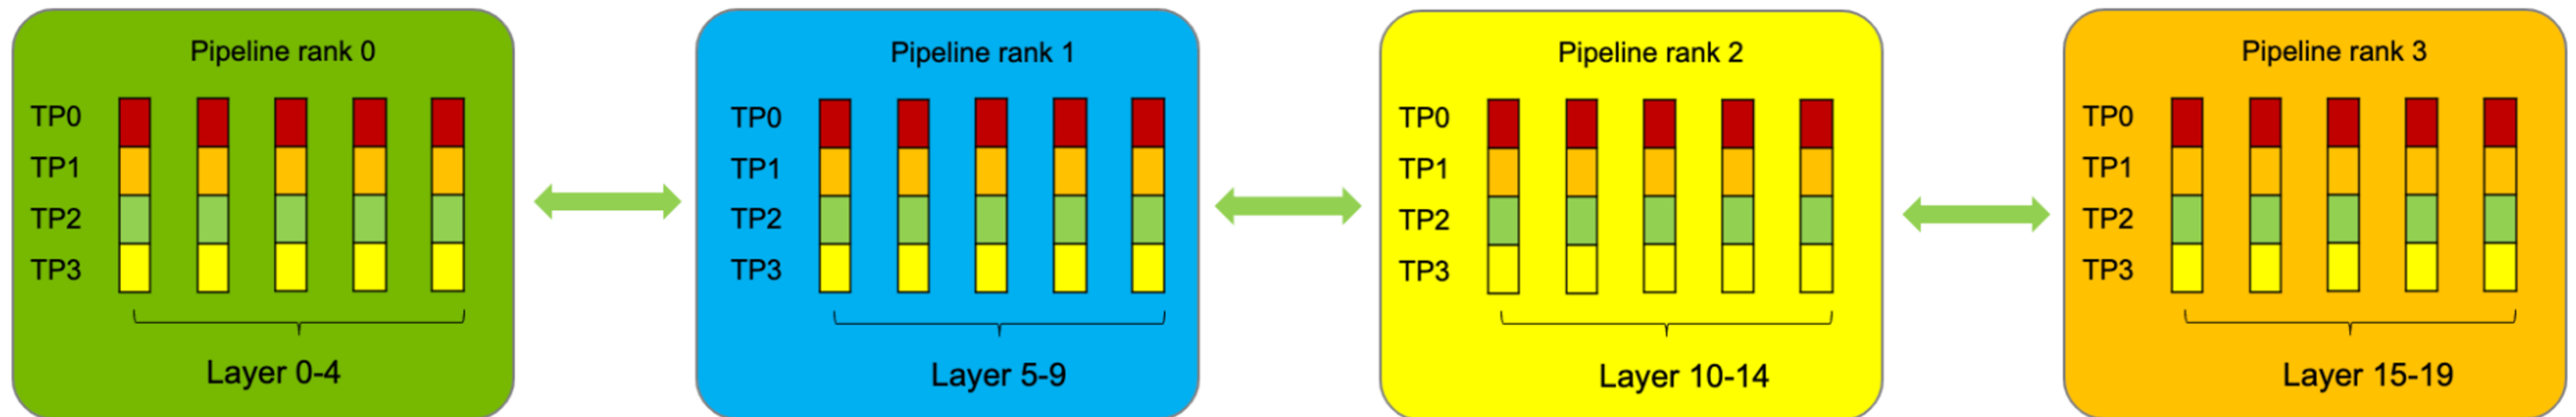 Pipeline rank 0
TP0
TP1
TP2
TP3
Layer 0-4
Pipeline rank 1
TP0
TP1
TP2
TP3
Layer 5-9
Pipeline rank 2
TP0
TP1
TP2
TP3
Layer 10-14
Pipeline rank 3
TP0
TP1
TP2
TP3
Layer 15-19